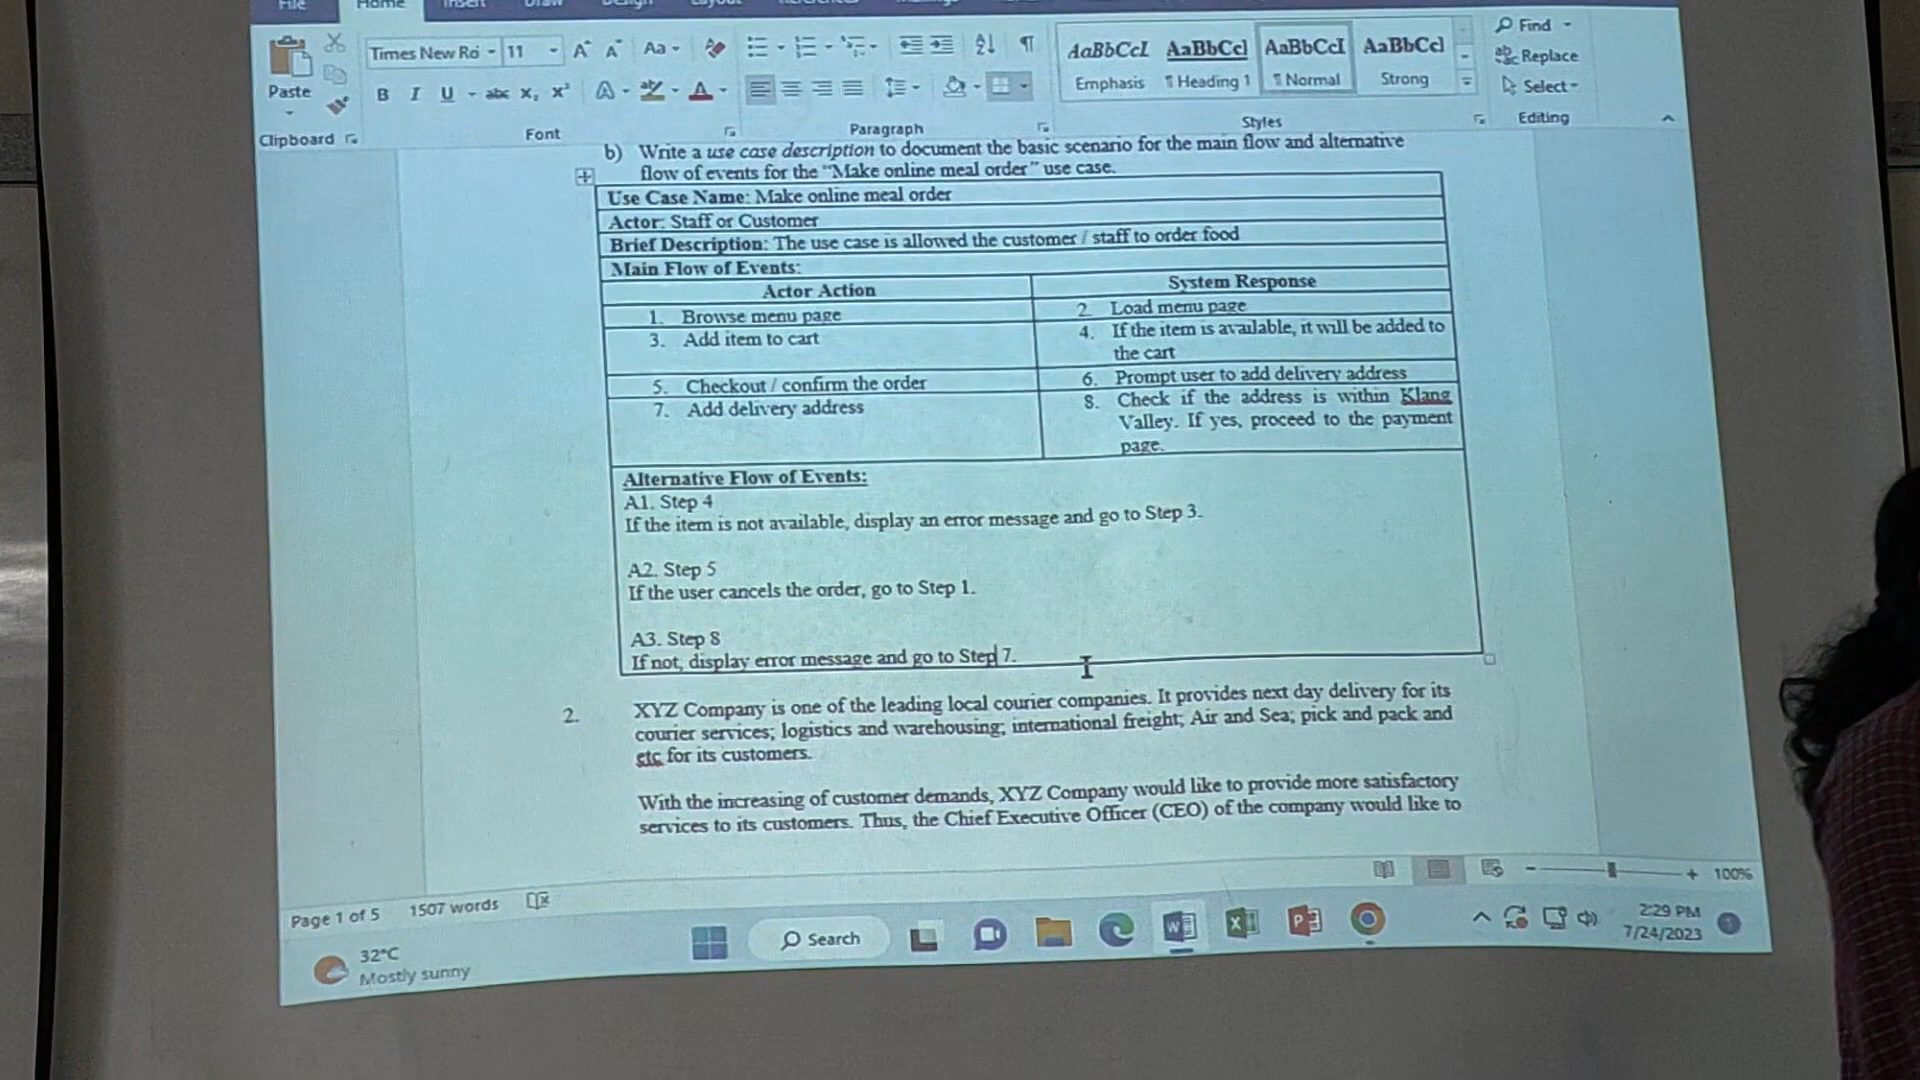 File Home Insert Draw Design Layout
Times New Ro 11 Aa
AaBbCcI AaBbCcl AaBbCcI AaBbCcl
Find
Replace
Select
Paste
B I U abc x₂ x²
Emphasis ¶ Heading 1 ¶ Normal Strong
Clipboard Font Paragraph Styles Editing
b) Write a use case description to document the basic scenario for the main flow and alternative
flow of events for the "Make online meal order" use case.
Use Case Name: Make online meal order
Actor: Staff or Customer
Brief Description: The use case is allowed the customer / staff to order food
Main Flow of Events:
Actor Action System Response
1. Browse menu page 2. Load menu page
3. Add item to cart 4. If the item is available, it will be added to
the cart
5. Checkout / confirm the order 6. Prompt user to add delivery address
7. Add delivery address 8. Check if the address is within Klang
Valley. If yes, proceed to the payment
page.
Alternative Flow of Events:
A1. Step 4
If the item is not available, display an error message and go to Step 3.
A2. Step 5
If the user cancels the order, go to Step 1.
A3. Step 8
If not, display error message and go to Step 7.
2. XYZ Company is one of the leading local courier companies. It provides next day delivery for its
courier services; logistics and warehousing; international freight; Air and Sea; pick and pack and
etc for its customers.
With the increasing of customer demands, XYZ Company would like to provide more satisfactory
services to its customers. Thus, the Chief Executive Officer (CEO) of the company would like to
Page 1 of 5 1507 words 100%
32°C
Mostly sunny
Search
2:29 PM
7/24/2023